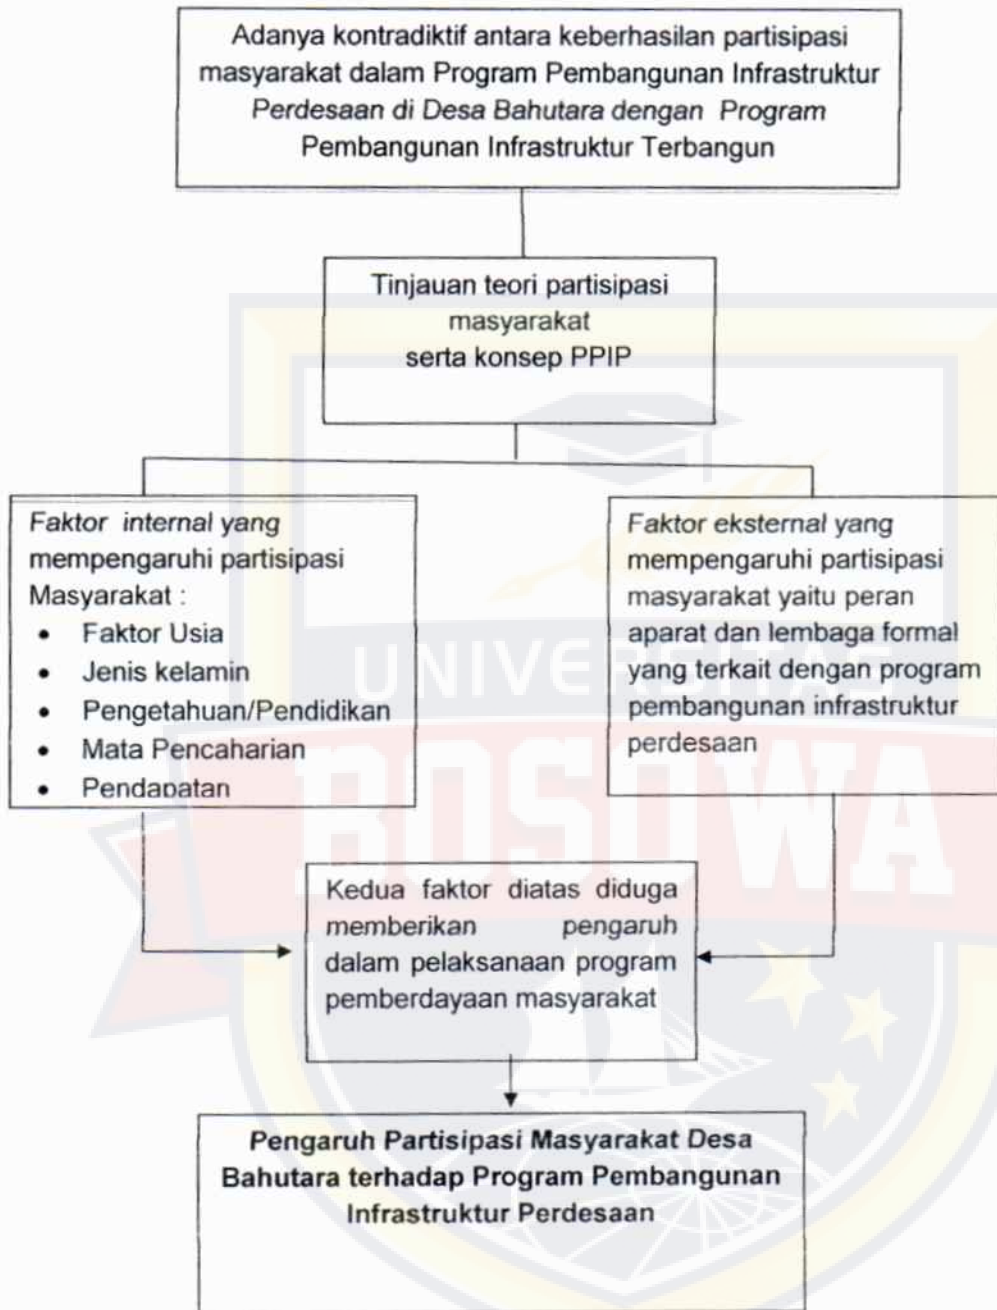 Adanya kontradiktif antara keberhasilan partisipasi
masyarakat dalam Program Pembangunan Infrastruktur
Perdesaan di Desa Bahutara dengan Program
Pembangunan Infrastruktur Terbangun
Tinjauan teori partisipasi
masyarakat
serta konsep PPIP
Faktor internal yang
mempengaruhi partisipasi
Masyarakat :
• Faktor Usia
• Jenis kelamin
• Pengetahuan/Pendidikan
• Mata Pencaharian
• Pendapatan
Faktor eksternal yang
mempengaruhi partisipasi
masyarakat yaitu peran
aparat dan lembaga formal
yang terkait dengan program
pembangunan infrastruktur
perdesaan
UNIVERSITAS
BOSOWA
Kedua faktor diatas diduga
memberikan pengaruh
dalam pelaksanaan program
pemberdayaan masyarakat
Pengaruh Partisipasi Masyarakat Desa
Bahutara terhadap Program Pembangunan
Infrastruktur Perdesaan